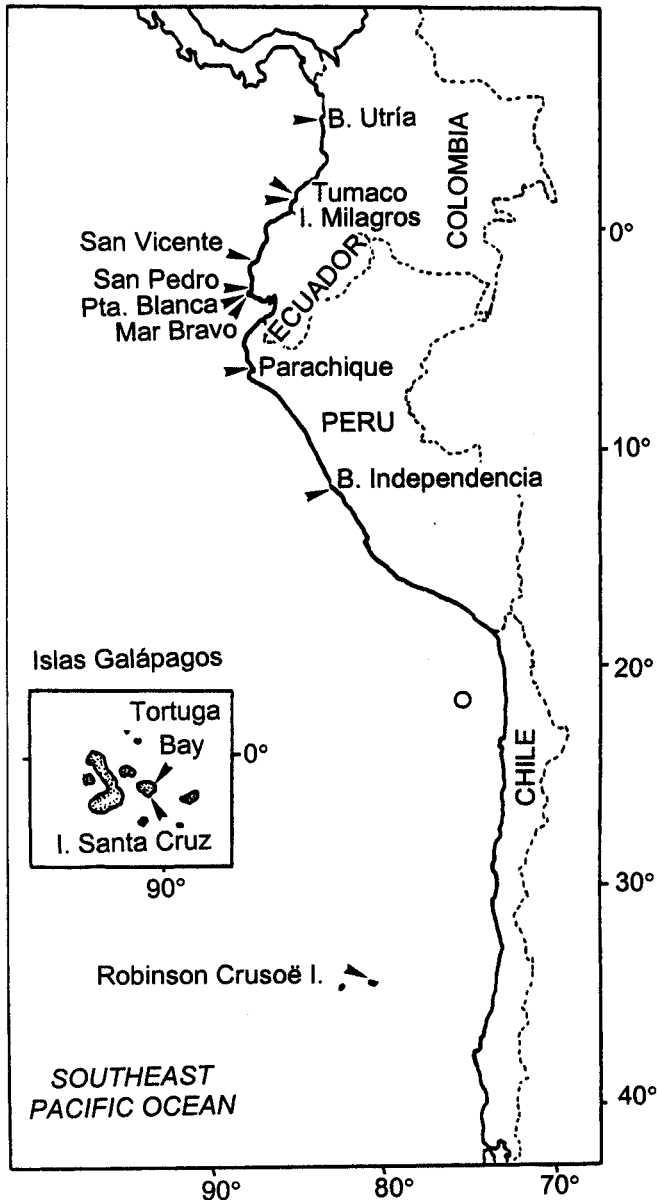 B. Utría
COLOMBIA
Tumaco
I. Milagros
0°
San Vicente
ECUADOR
San Pedro
Pta. Blanca
Mar Bravo
Parachique
PERU
10°
B. Independencia
Islas Galápagos
20°
Tortuga
Bay
0°
I. Santa Cruz
90°
CHILE
30°
Robinson Crusoë I.
SOUTHEAST
PACIFIC OCEAN
40°
90°
80°
70°